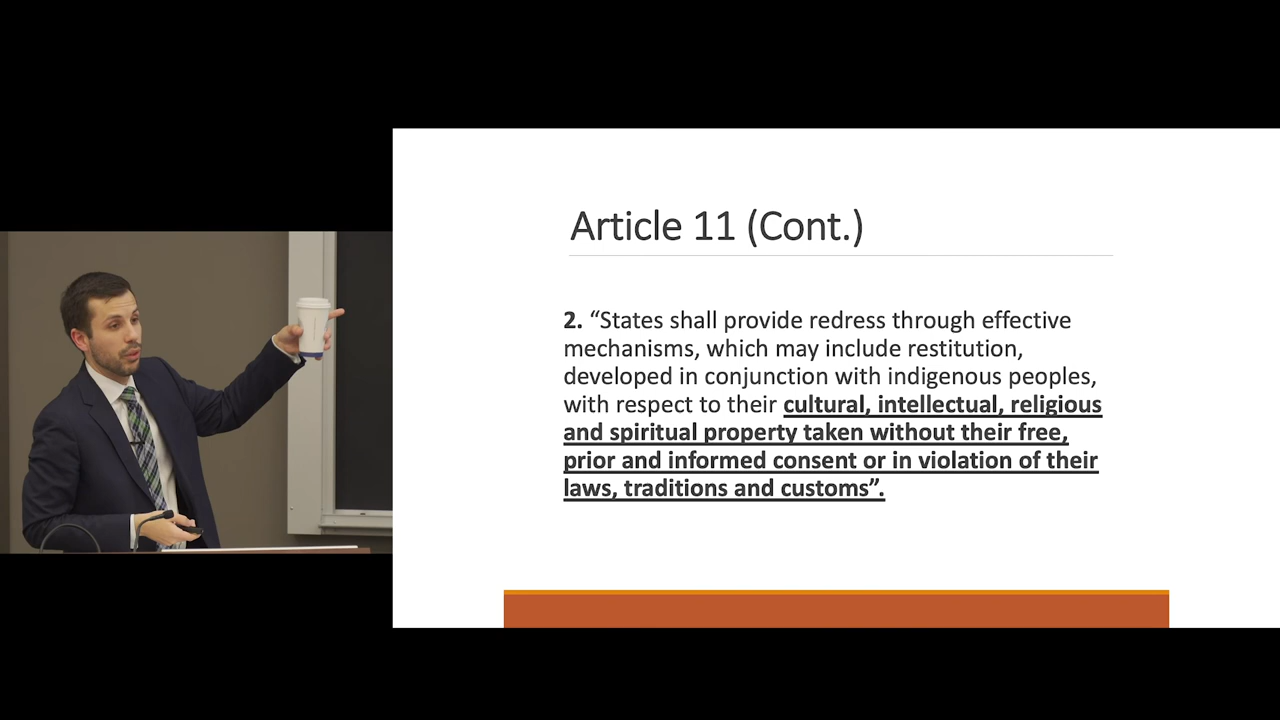 Article 11 (Cont.)
2. “States shall provide redress through effective
mechanisms, which may include restitution,
developed in conjunction with indigenous peoples,
with respect to their cultural, intellectual, religious
and spiritual property taken without their free,
prior and informed consent or in violation of their
laws, traditions and customs”.